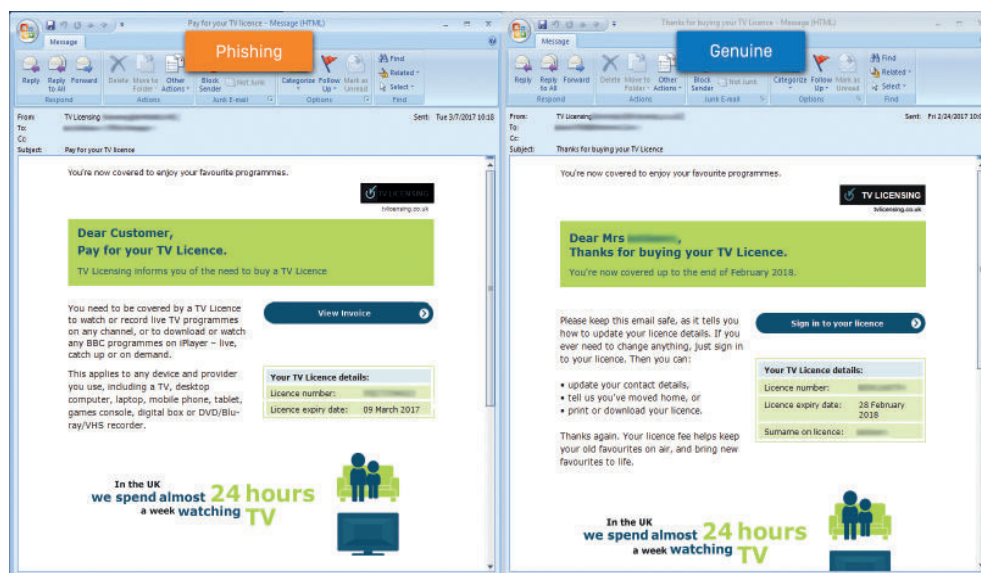 Pay for your TV licence - Message (HTML)
Message
Phishing
Reply
Reply to All
Forward
Delete
Move to Folder
Other Actions
Block Sender
Not Junk
Categorize
Follow Up
Mark as Unread
Find
Related
Select
Respond
Actions
Junk E-mail
Options
Find
From: TV Licensing
Sent: Tue 3/7/2017 10:18
To:
Cc:
Subject: Pay for your TV licence
You're now covered to enjoy your favourite programmes.
TV LICENSING
tvlicensing.co.uk
Dear Customer,
Pay for your TV Licence.
TV Licensing informs you of the need to buy a TV Licence
You need to be covered by a TV Licence
to watch or record live TV programmes
on any channel, or to download or watch
any BBC programmes on iPlayer – live,
catch up or on demand.
This applies to any device and provider
you use, including a TV, desktop
computer, laptop, mobile phone, tablet,
games console, digital box or DVD/Blu-
ray/VHS recorder.
View Invoice
Your TV Licence details:
Licence number:
Licence expiry date: 09 March 2017
In the UK
we spend almost 24 hours
a week watching TV
Thanks for buying your TV Licence - Message (HTML)
Message
Genuine
Reply
Reply to All
Forward
Delete
Move to Folder
Other Actions
Block Sender
Not Junk
Categorize
Follow Up
Mark as Unread
Find
Related
Select
Respond
Actions
Junk E-mail
Options
Find
From: TV Licensing
Sent: Fri 2/24/2017
To:
Cc:
Subject: Thanks for buying your TV Licence
You're now covered to enjoy your favourite programmes.
TV LICENSING
tvlicensing.co.uk
Dear Mrs ,
Thanks for buying your TV Licence.
You're now covered up to the end of February 2018.
Please keep this email safe, as it tells you
how to update your licence details. If you
ever need to change anything, just sign in
to your licence. Then you can:
• update your contact details,
• tell us you've moved home, or
• print or download your licence.
Thanks again. Your licence fee helps keep
your old favourites on air, and bring new
favourites to life.
Sign in to your licence
Your TV Licence details:
Licence number:
Licence expiry date: 28 February
2018
Surname on licence:
In the UK
we spend almost 24 hours
a week watching TV